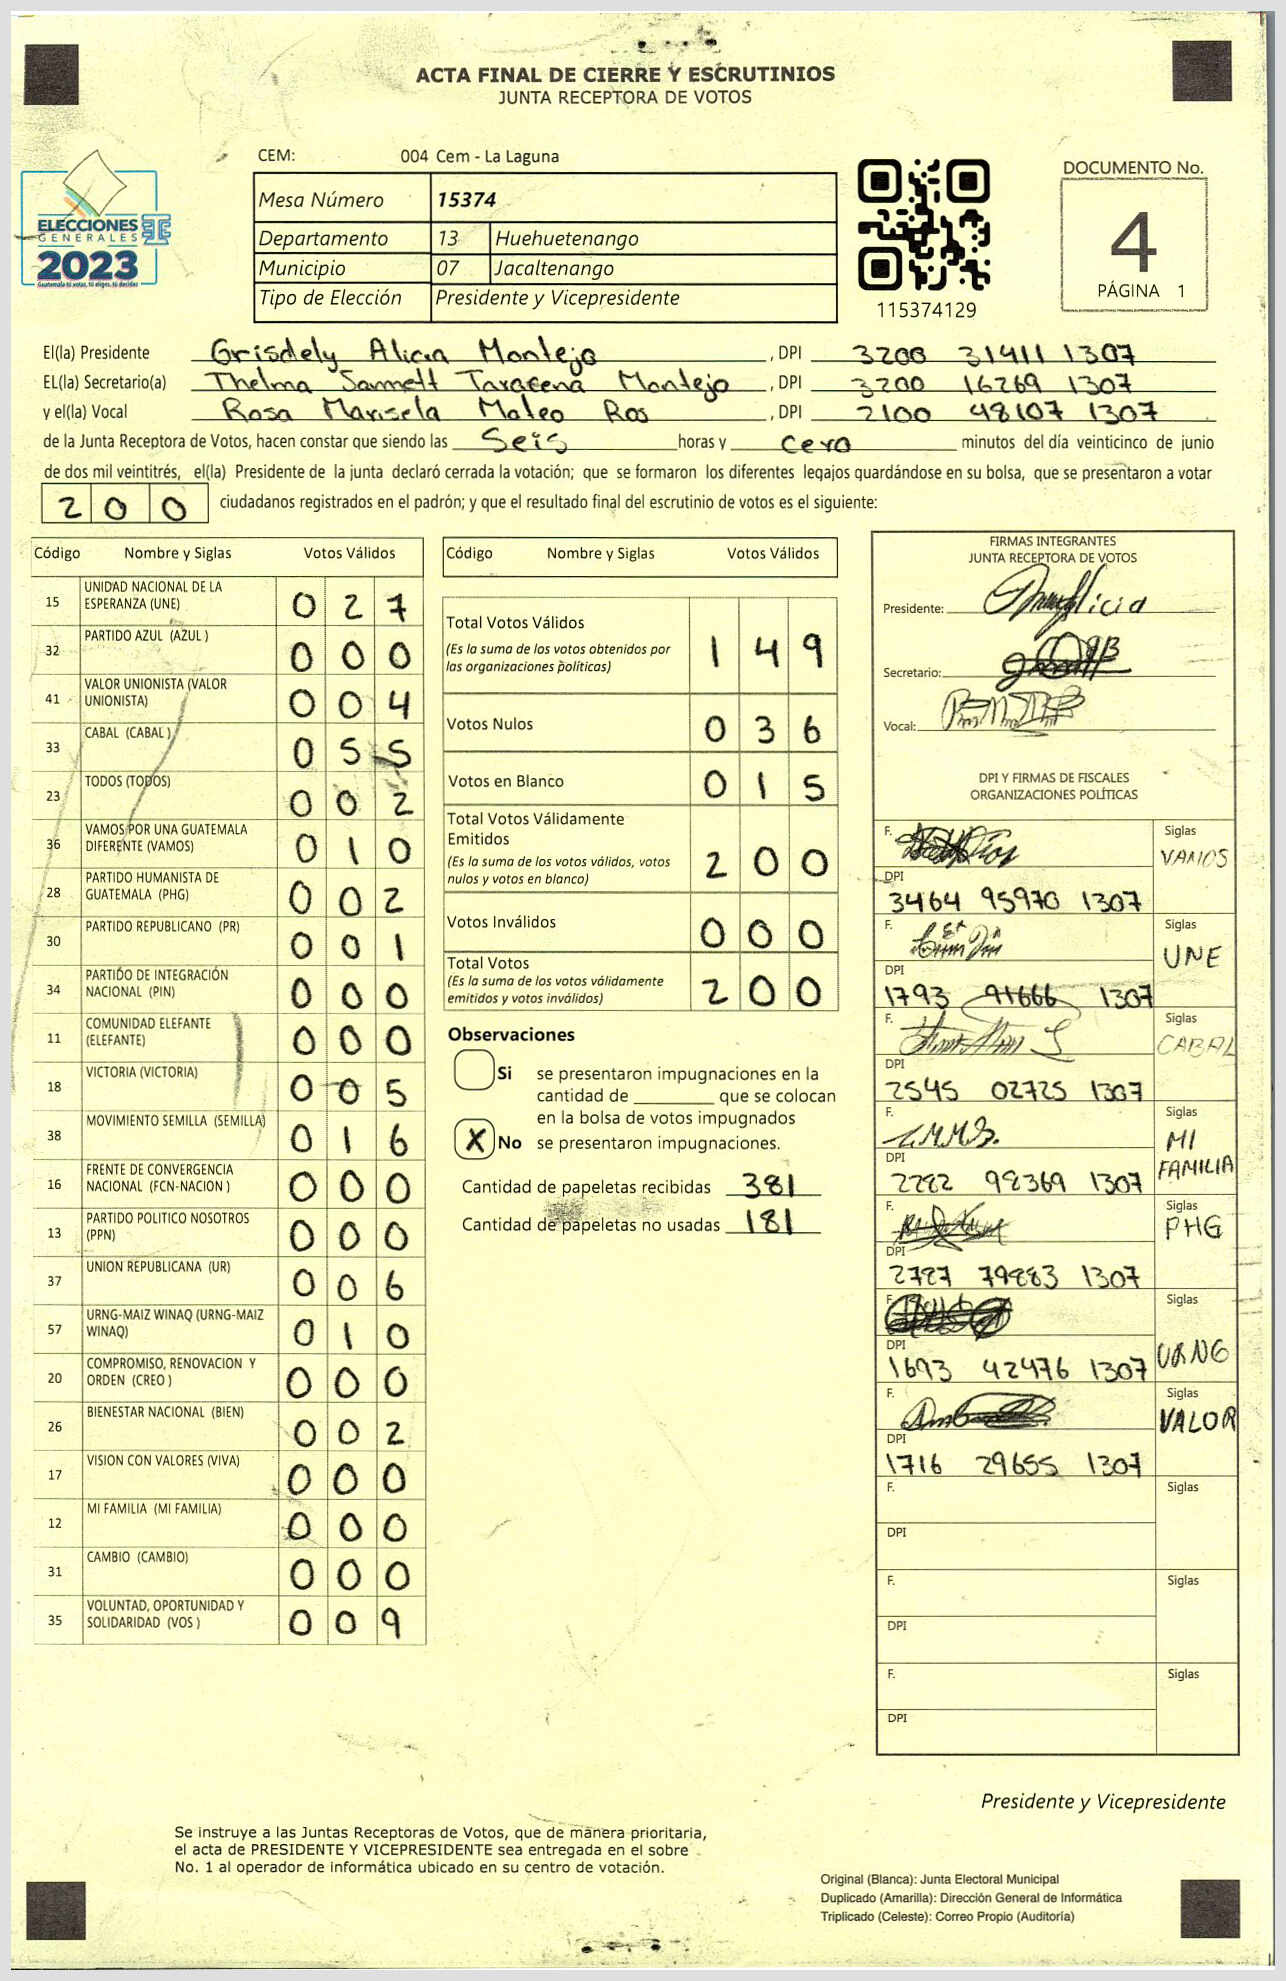 ACTA FINAL DE CIERRE Y ESCRUTINIOS
JUNTA RECEPTORA DE VOTOS
CEM: 004 Cem - La Laguna
Mesa Número 15374
Departamento 13 Huehuetenango
Municipio 07 Jacaltenango
Tipo de Elección Presidente y Vicepresidente
ELECCIONES
GENERALES
2023
Guatemala tú votas, tú eliges, tú decides
115374129
DOCUMENTO No.
4
PÁGINA 1
El(la) Presidente Grisdely Alicia Montejo , DPI 3200 31411 1307
EL(la) Secretario(a) Thelma Sannett Taracena Montejo , DPI 3200 16269 1307
y el(la) Vocal Rosa Marisela Mateo Ros , DPI 2100 48107 1307
de la Junta Receptora de Votos, hacen constar que siendo las Seis horas y cero minutos del día veinticinco de junio
de dos mil veintitrés, el(la) Presidente de la junta declaró cerrada la votación; que se formaron los diferentes legajos guardándose en su bolsa, que se presentaron a votar
200 ciudadanos registrados en el padrón; y que el resultado final del escrutinio de votos es el siguiente:
Código Nombre y Siglas Votos Válidos
15 UNIDAD NACIONAL DE LA ESPERANZA (UNE) 0 2 7
32 PARTIDO AZUL (AZUL ) 0 0 0
41 VALOR UNIONISTA (VALOR UNIONISTA) 0 0 4
33 CABAL (CABAL ) 0 5 5
23 TODOS (TODOS) 0 0 2
36 VAMOS POR UNA GUATEMALA DIFERENTE (VAMOS) 0 1 0
28 PARTIDO HUMANISTA DE GUATEMALA (PHG) 0 0 2
30 PARTIDO REPUBLICANO (PR) 0 0 1
34 PARTIDO DE INTEGRACIÓN NACIONAL (PIN) 0 0 0
11 COMUNIDAD ELEFANTE (ELEFANTE) 0 0 0
18 VICTORIA (VICTORIA) 0 0 5
38 MOVIMIENTO SEMILLA (SEMILLA) 0 1 6
16 FRENTE DE CONVERGENCIA NACIONAL (FCN-NACION ) 0 0 0
13 PARTIDO POLITICO NOSOTROS (PPN) 0 0 0
37 UNION REPUBLICANA (UR) 0 0 6
57 URNG-MAIZ WINAQ (URNG-MAIZ WINAQ) 0 1 0
20 COMPROMISO, RENOVACION Y ORDEN (CREO ) 0 0 0
26 BIENESTAR NACIONAL (BIEN) 0 0 2
17 VISION CON VALORES (VIVA) 0 0 0
12 MI FAMILIA (MI FAMILIA) 0 0 0
31 CAMBIO (CAMBIO) 0 0 0
35 VOLUNTAD, OPORTUNIDAD Y SOLIDARIDAD (VOS ) 0 0 9
Código Nombre y Siglas Votos Válidos
Total Votos Válidos 1 4 9
(Es la suma de los votos obtenidos por
las organizaciones políticas)
Votos Nulos 0 3 6
Votos en Blanco 0 1 5
Total Votos Válidamente
Emitidos 2 0 0
(Es la suma de los votos válidos, votos
nulos y votos en blanco)
Votos Inválidos 0 0 0
Total Votos 2 0 0
(Es la suma de los votos válidamente
emitidos y votos inválidos)
Observaciones
Si se presentaron impugnaciones en la
cantidad de ________ que se colocan
en la bolsa de votos impugnados
X No se presentaron impugnaciones.
Cantidad de papeletas recibidas 381
Cantidad de papeletas no usadas 181
FIRMAS INTEGRANTES
JUNTA RECEPTORA DE VOTOS
Presidente:
Secretario:
Vocal:
DPI Y FIRMAS DE FISCALES
ORGANIZACIONES POLÍTICAS
F. Siglas VAMOS
DPI 3464 95970 1307
F. Siglas UNE
DPI 1793 91666 1307
F. Siglas CABAL
DPI 2545 02725 1307
F. Siglas MI FAMILIA
DPI 2282 98369 1307
F. Siglas PHG
DPI 2787 79883 1307
F. Siglas URNG
DPI 1693 42476 1307
F. Siglas VALOR
DPI 1716 29655 1307
F. Siglas
DPI
F. Siglas
DPI
F. Siglas
DPI
Presidente y Vicepresidente
Se instruye a las Juntas Receptoras de Votos, que de manera prioritaria,
el acta de PRESIDENTE Y VICEPRESIDENTE sea entregada en el sobre
No. 1 al operador de informática ubicado en su centro de votación.
Original (Blanca): Junta Electoral Municipal
Duplicado (Amarilla): Dirección General de Informática
Triplicado (Celeste): Correo Propio (Auditoría)